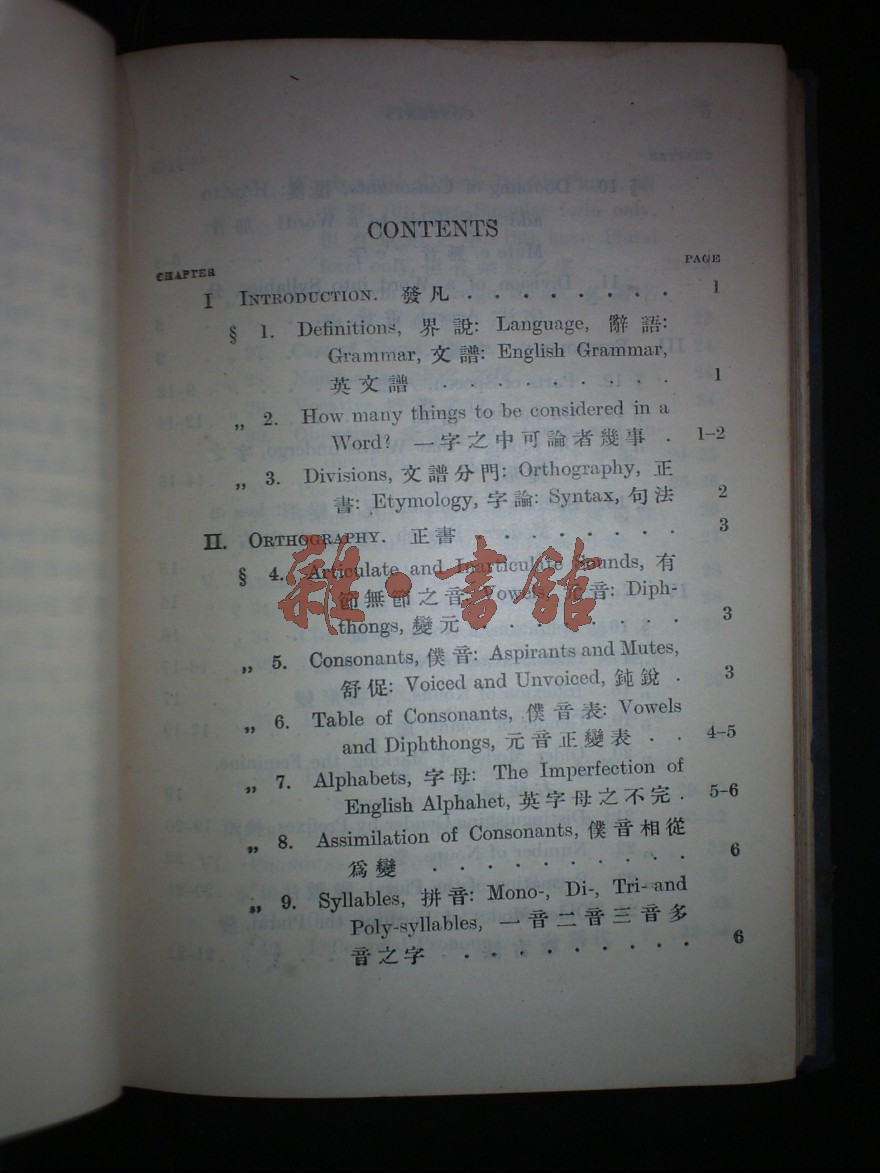 CONTENTS
CHAPTER PAGE
I INTRODUCTION. 發凡 . . . . . . . . 1
§ 1. Definitions, 界說: Language, 辭語:
Grammar, 文譜: English Grammar,
英文譜 . . . . . . . . . 1
„ 2. How many things to be considered in a
Word? 一字之中可論者幾事 . 1–2
„ 3. Divisions, 文譜分門: Orthography, 正
書: Etymology, 字論: Syntax, 句法 2
II. ORTHOGRAPHY. 正書 . . . . . . . 3
§ 4. Articulate and Inarticulate Sounds, 有
節無節之音: Vowels, 元音: Diph-
thongs, 變元 . . . . . . . 3
„ 5. Consonants, 僕音: Aspirants and Mutes,
舒促: Voiced and Unvoiced, 鈍銳 . 3
„ 6. Table of Consonants, 僕音表: Vowels
and Diphthongs, 元音正變表 . . 4–5
„ 7. Alphabets, 字母: The Imperfection of
English Alphahet, 英字母之不完 . 5–6
„ 8. Assimilation of Consonants, 僕音相從
爲變 . . . . . . . . . . 6
„ 9. Syllables, 拼音: Mono-, Di-, Tri- and
Poly-syllables, 一音二音三音多
音之字 . . . . . . . . . 6
雜·書館